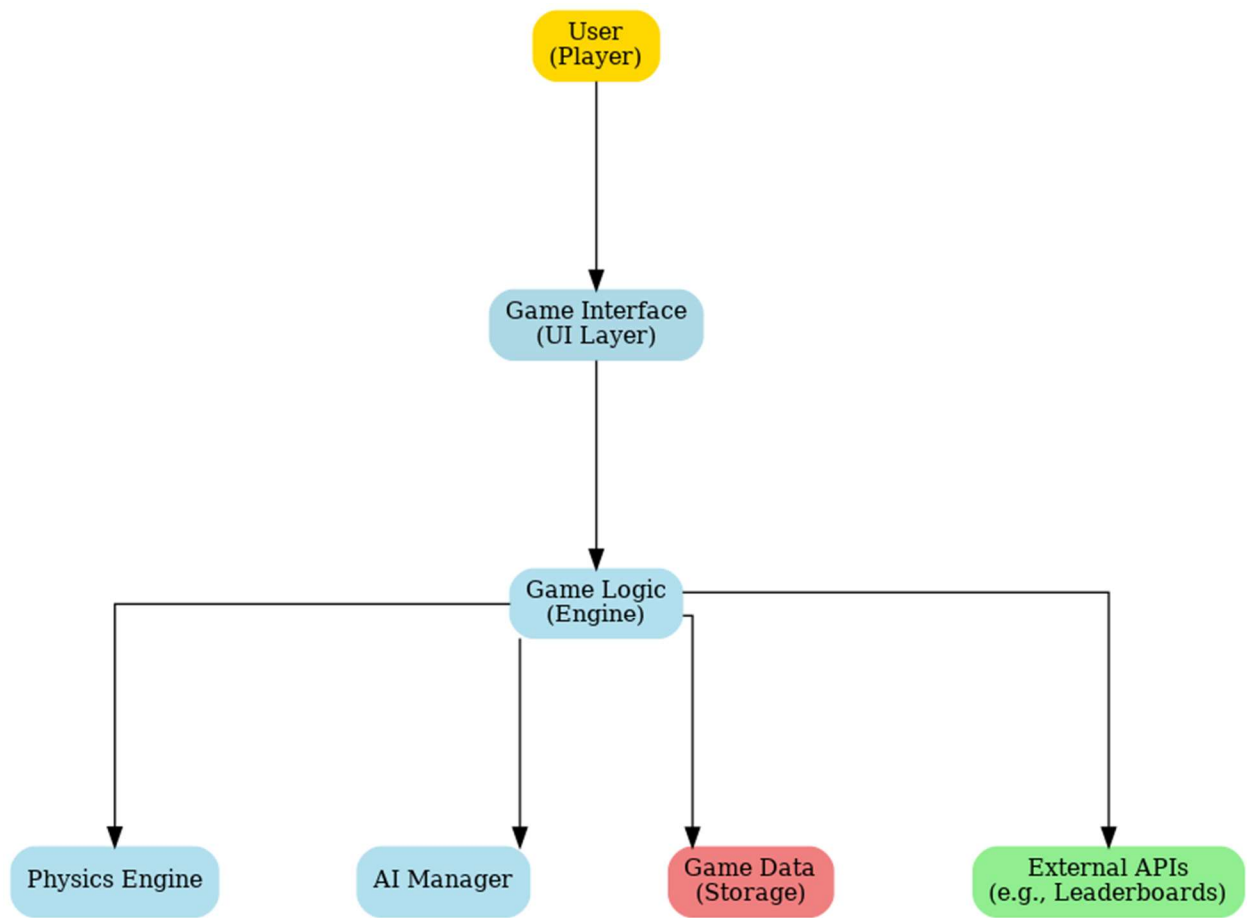 User
(Player)
Game Interface
(UI Layer)
Game Logic
(Engine)
Physics Engine
AI Manager
Game Data
(Storage)
External APIs
(e.g., Leaderboards)